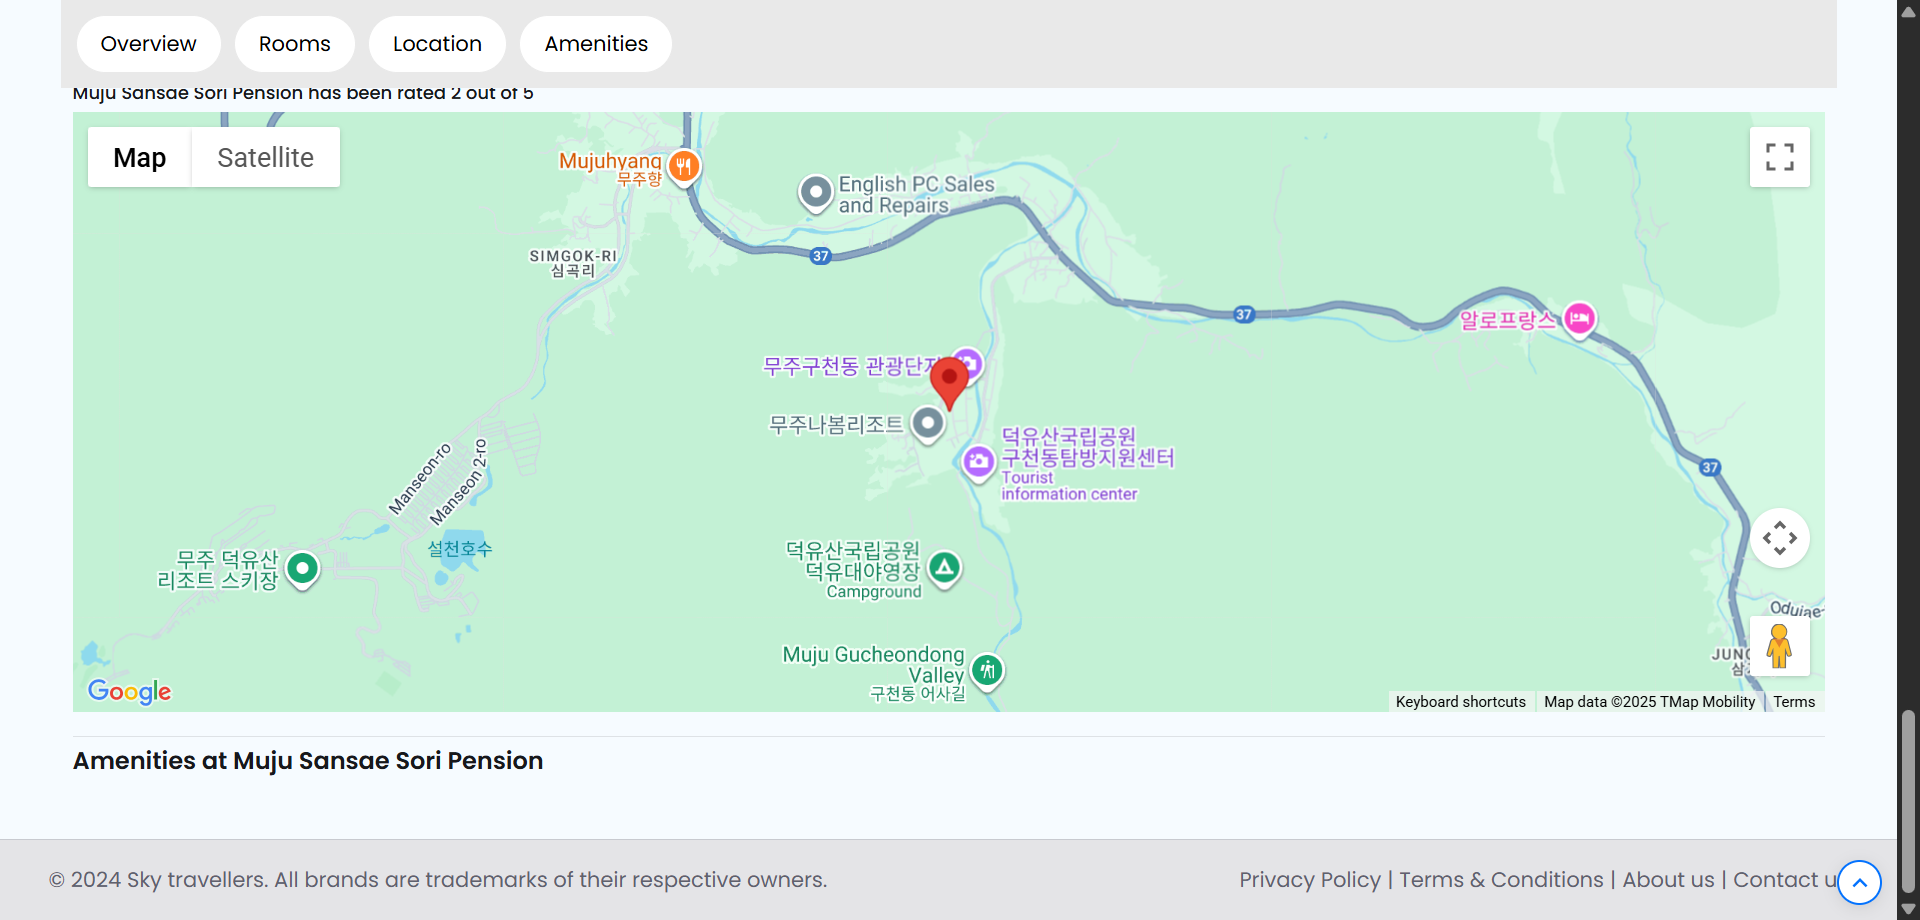 Overview
Rooms
Location
Amenities
Muju Sansae Sori Pension has been rated 2 out of 5
Map
Satellite
Mujuhyang
무주향
English PC Sales
and Repairs
37
SIMGOK-RI
심곡리
37
알로프랑스
무주구천동 관광단지
무주나봄리조트
덕유산국립공원
구천동탐방지원센터
Tourist
information center
37
Manseon-ro
Manseon 2-ro
설천호수
무주 덕유산
리조트 스키장
덕유산국립공원
덕유대야영장
Campground
Muju Gucheondong
Valley
구천동 어사길
Google
Keyboard shortcuts
Map data ©2025 TMap Mobility
Terms
Amenities at Muju Sansae Sori Pension
© 2024 Sky travellers. All brands are trademarks of their respective owners.
Privacy Policy | Terms & Conditions | About us | Contact u